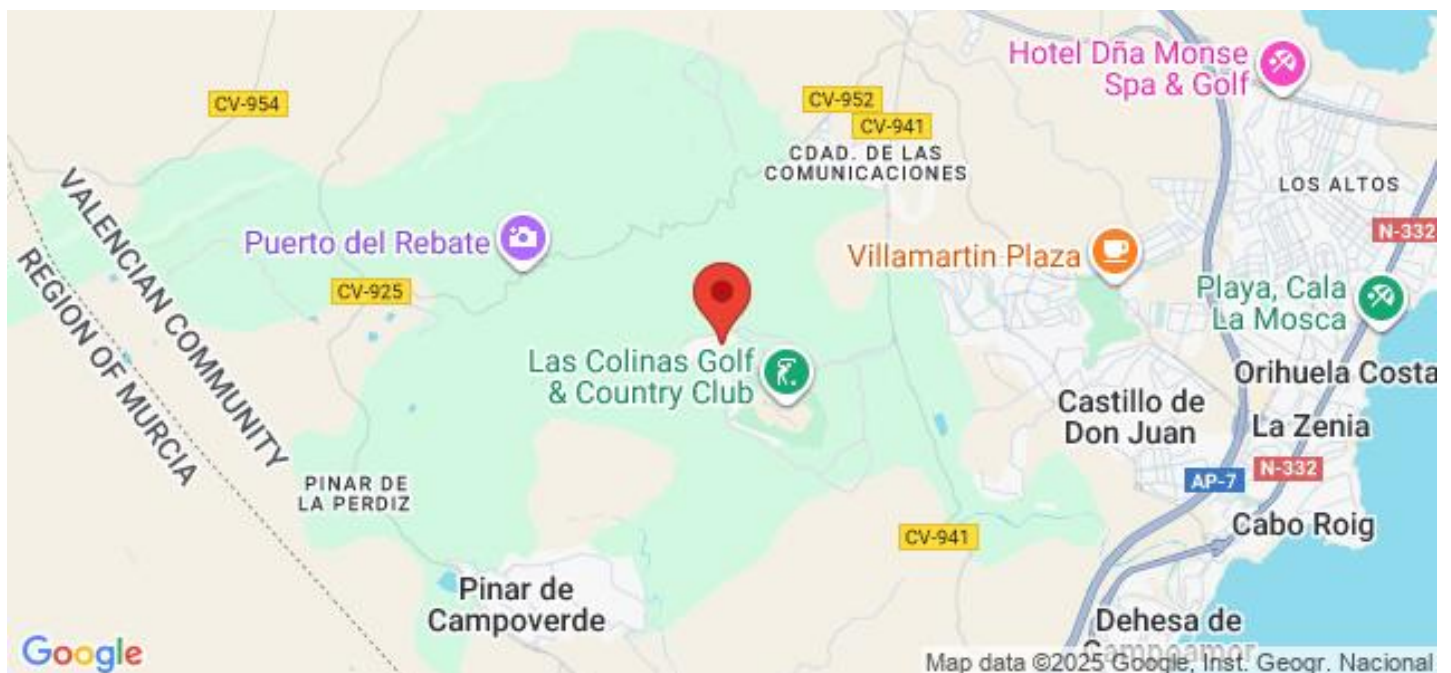 Hotel Dña Monse
Spa & Golf
CV-954
CV-952
CV-941
CDAD. DE LAS
COMUNICACIONES
LOS ALTOS
VALENCIAN COMMUNITY
REGION OF MURCIA
Puerto del Rebate
N-332
Villamartin Plaza
CV-925
Playa, Cala
La Mosca
Las Colinas Golf
& Country Club
Orihuela Costa
Castillo de
Don Juan
La Zenia
PINAR DE
LA PERDIZ
N-332
AP-7
Cabo Roig
CV-941
Pinar de
Campoverde
Dehesa de
Campoamor
Google
Map data ©2025 Google, Inst. Geogr. Nacional